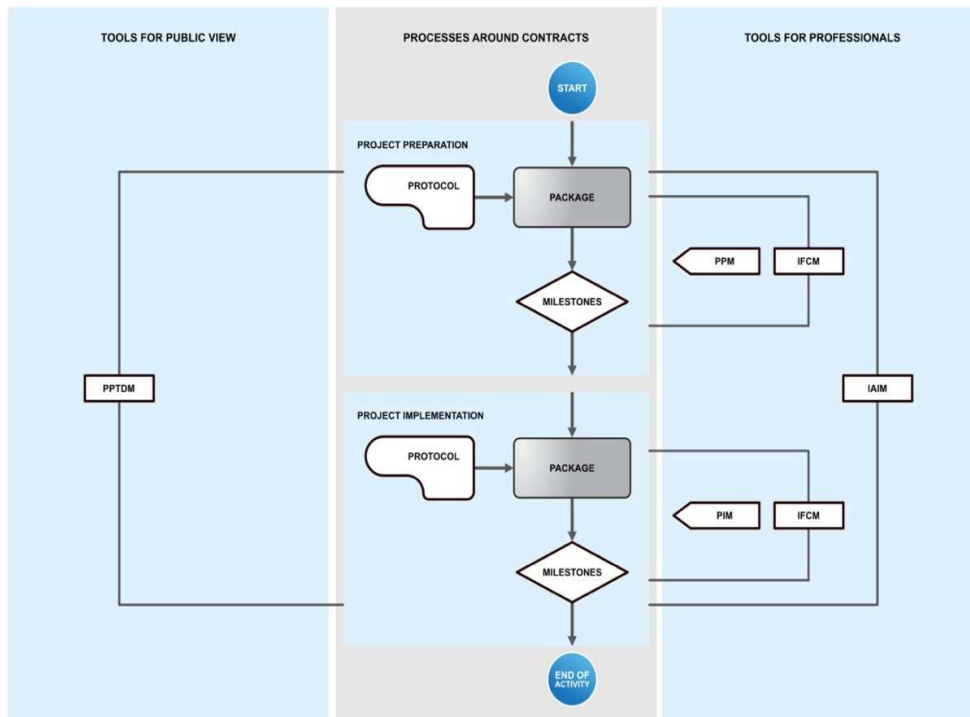 TOOLS FOR PUBLIC VIEW
PROCESSES AROUND CONTRACTS
TOOLS FOR PROFESSIONALS
START
PROJECT PREPARATION
PROTOCOL
PACKAGE
PPM
IFCM
MILESTONES
PPTDM
IAIM
PROJECT IMPLEMENTATION
PROTOCOL
PACKAGE
PIM
IFCM
MILESTONES
END OF
ACTIVITY